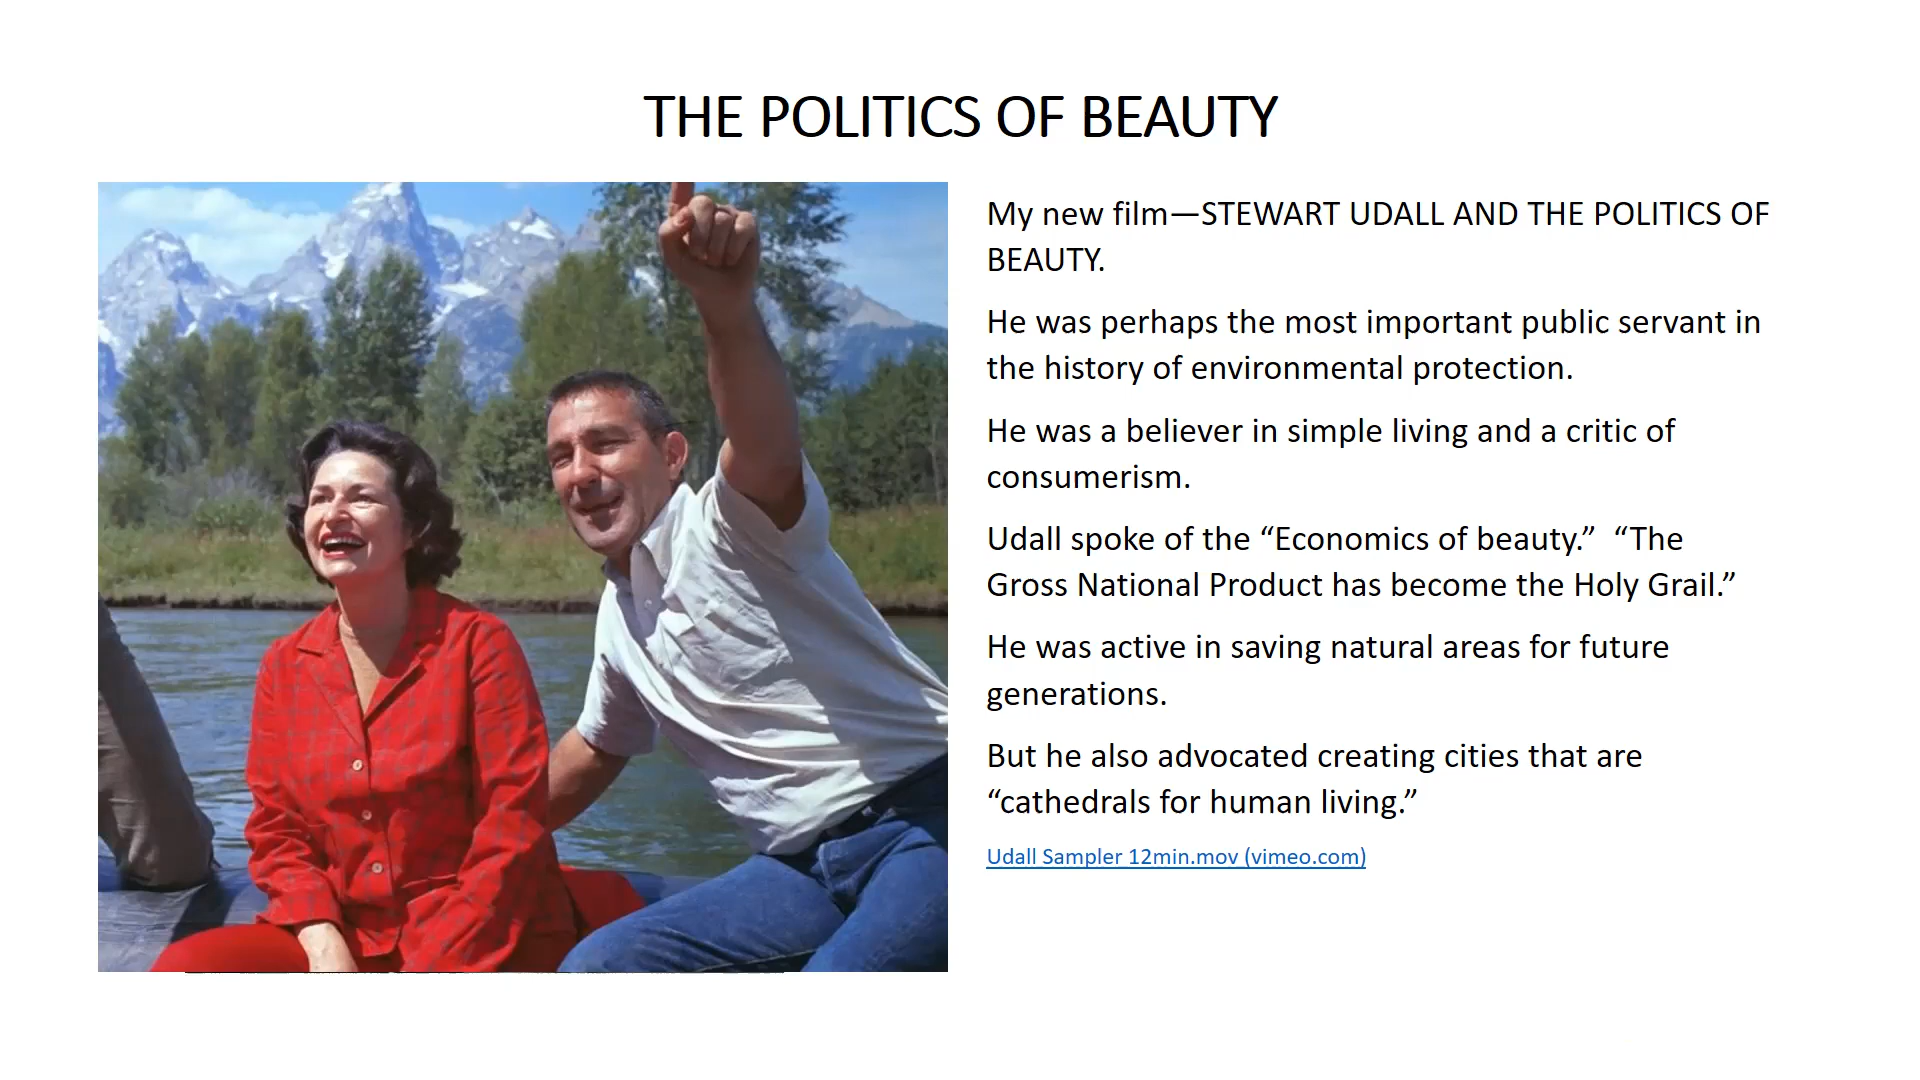 THE POLITICS OF BEAUTY
My new film—STEWART UDALL AND THE POLITICS OF
BEAUTY.
He was perhaps the most important public servant in
the history of environmental protection.
He was a believer in simple living and a critic of
consumerism.
Udall spoke of the “Economics of beauty.”  “The
Gross National Product has become the Holy Grail.”
He was active in saving natural areas for future
generations.
But he also advocated creating cities that are
“cathedrals for human living.”
Udall Sampler 12min.mov (vimeo.com)